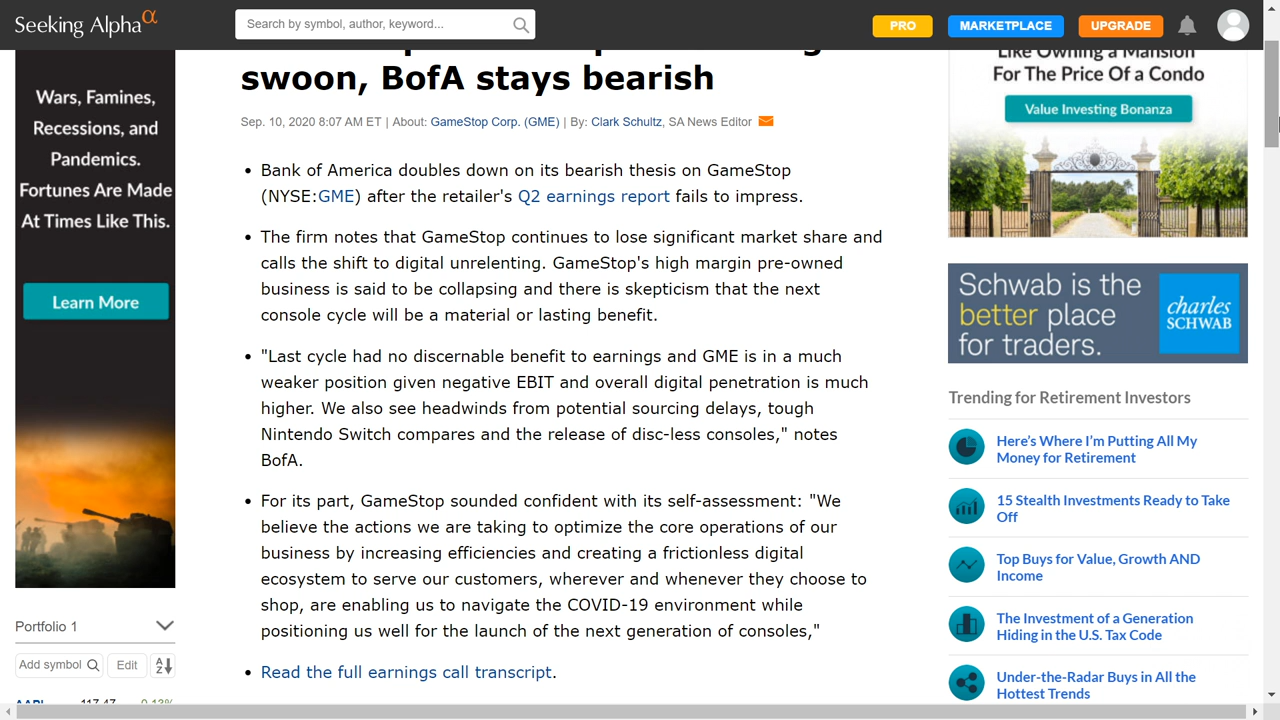 Seeking Alpha α
Search by symbol, author, keyword...
PRO
MARKETPLACE
UPGRADE
swoon, BofA stays bearish
Sep. 10, 2020 8:07 AM ET | About: GameStop Corp. (GME) | By: Clark Schultz, SA News Editor
Bank of America doubles down on its bearish thesis on GameStop
(NYSE:GME) after the retailer's Q2 earnings report fails to impress.
The firm notes that GameStop continues to lose significant market share and
calls the shift to digital unrelenting. GameStop's high margin pre-owned
business is said to be collapsing and there is skepticism that the next
console cycle will be a material or lasting benefit.
"Last cycle had no discernable benefit to earnings and GME is in a much
weaker position given negative EBIT and overall digital penetration is much
higher. We also see headwinds from potential sourcing delays, tough
Nintendo Switch compares and the release of disc-less consoles," notes
BofA.
For its part, GameStop sounded confident with its self-assessment: "We
believe the actions we are taking to optimize the core operations of our
business by increasing efficiencies and creating a frictionless digital
ecosystem to serve our customers, wherever and whenever they choose to
shop, are enabling us to navigate the COVID-19 environment while
positioning us well for the launch of the next generation of consoles,"
Read the full earnings call transcript.
Wars, Famines,
Recessions, and
Pandemics.
Fortunes Are Made
At Times Like This.
Learn More
Portfolio 1
Add symbol
Edit
A
Z
AAPL 117.47 -0.13%
Like Owning a Mansion
For The Price Of a Condo
Value Investing Bonanza
Schwab is the
better place
for traders.
charles
SCHWAB
Trending for Retirement Investors
Here's Where I'm Putting All My
Money for Retirement
15 Stealth Investments Ready to Take
Off
Top Buys for Value, Growth AND
Income
The Investment of a Generation
Hiding in the U.S. Tax Code
Under-the-Radar Buys in All the
Hottest Trends